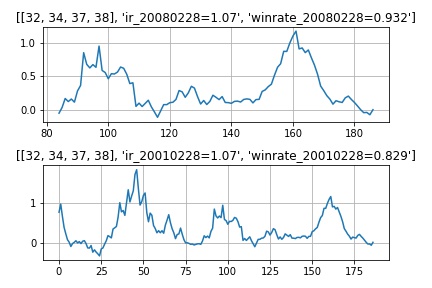 [[32, 34, 37, 38], 'ir_20080228=1.07', 'winrate_20080228=0.932']
1.0
0.5
0.0
80 100 120 140 160 180
[[32, 34, 37, 38], 'ir_20010228=1.07', 'winrate_20010228=0.829']
1
0
0 25 50 75 100 125 150 175